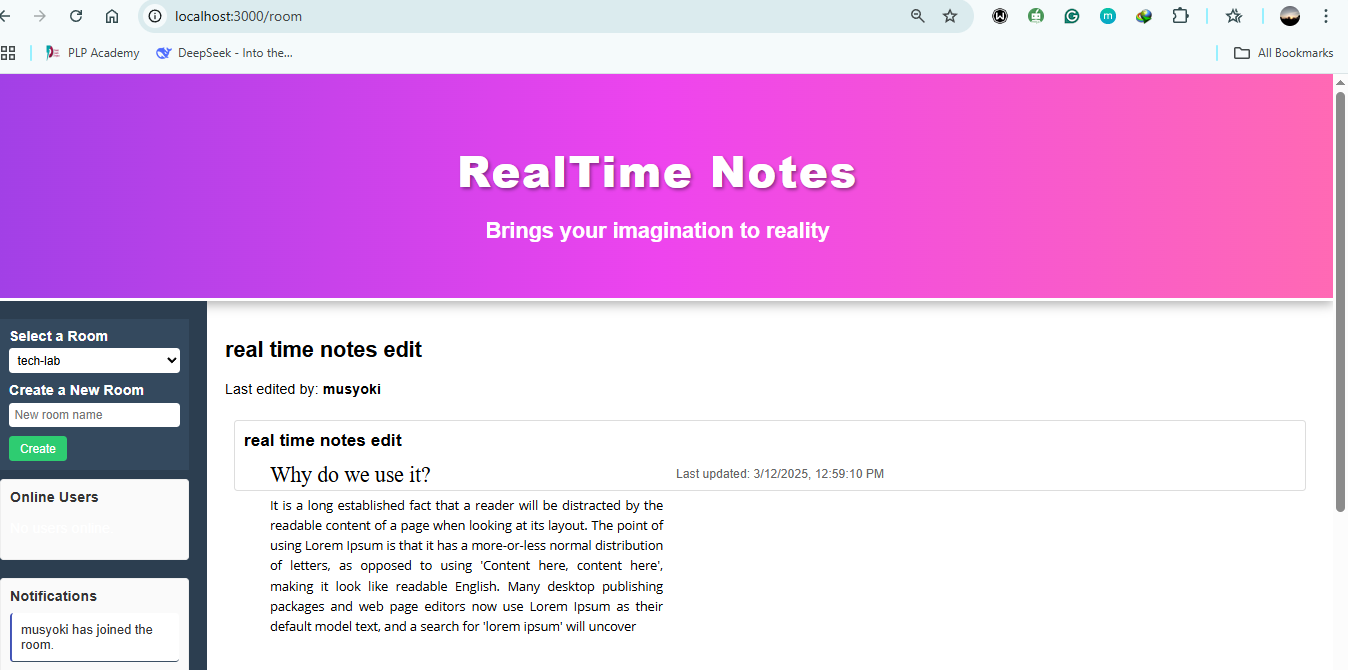 localhost:3000/room
PLP Academy
DeepSeek - Into the...
All Bookmarks
RealTime Notes
Brings your imagination to reality
Select a Room
tech-lab
Create a New Room
New room name
Create
Online Users
No users online
Notifications
musyoki has joined the
room.
real time notes edit
Last edited by: musyoki
real time notes edit
Why do we use it?
Last updated: 3/12/2025, 12:59:10 PM
It is a long established fact that a reader will be distracted by the
readable content of a page when looking at its layout. The point of
using Lorem Ipsum is that it has a more-or-less normal distribution
of letters, as opposed to using 'Content here, content here',
making it look like readable English. Many desktop publishing
packages and web page editors now use Lorem Ipsum as their
default model text, and a search for 'lorem ipsum' will uncover